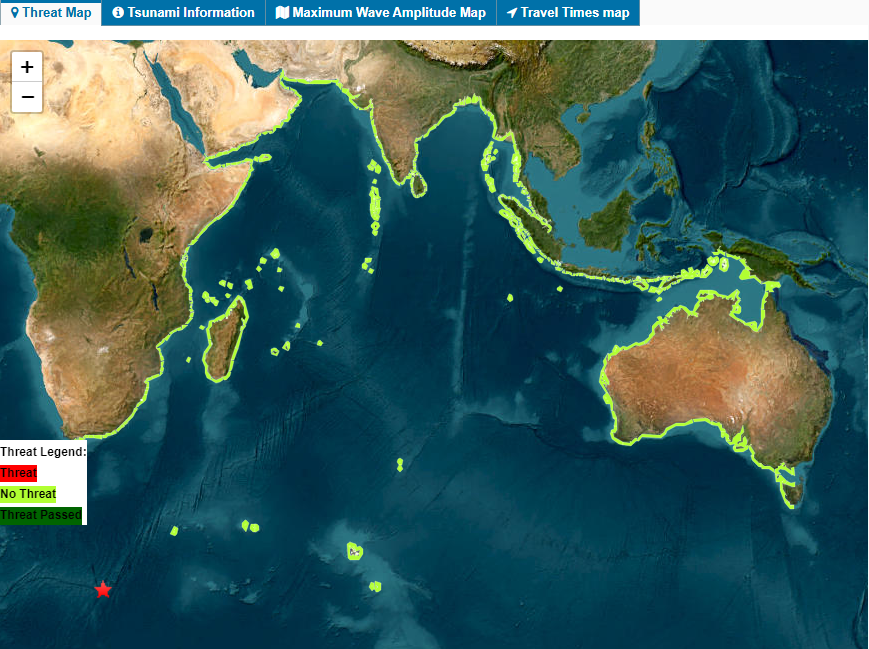 Threat Map Tsunami Information Maximum Wave Amplitude Map Travel Times map
+
−
Threat Legend:
Threat
No Threat
Threat Passed